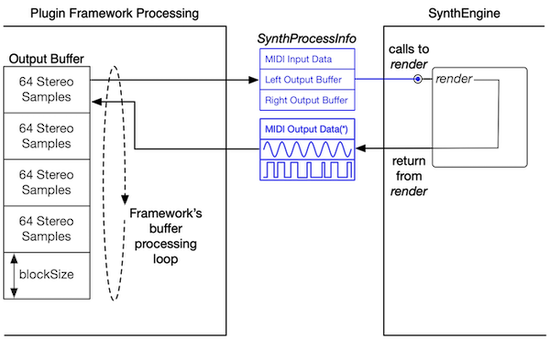 Plugin Framework Processing
SynthEngine
Output Buffer
64 Stereo
Samples
64 Stereo
Samples
64 Stereo
Samples
64 Stereo
Samples
blockSize
Framework's
buffer
processing
loop
SynthProcessInfo
MIDI Input Data
Left Output Buffer
Right Output Buffer
MIDI Output Data(*)
calls to
render
render
return
from
render